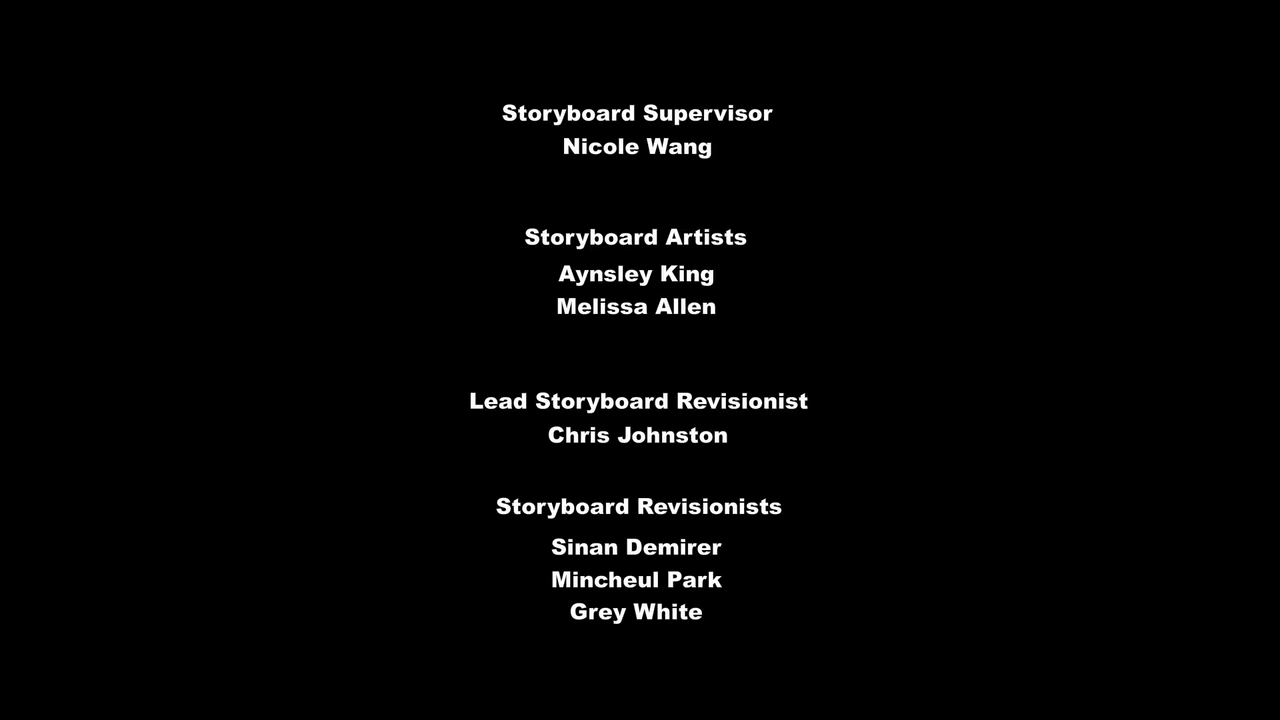 Storyboard Supervisor
Nicole Wang
Storyboard Artists
Aynsley King
Melissa Allen
Lead Storyboard Revisionist
Chris Johnston
Storyboard Revisionists
Sinan Demirer
Mincheul Park
Grey White